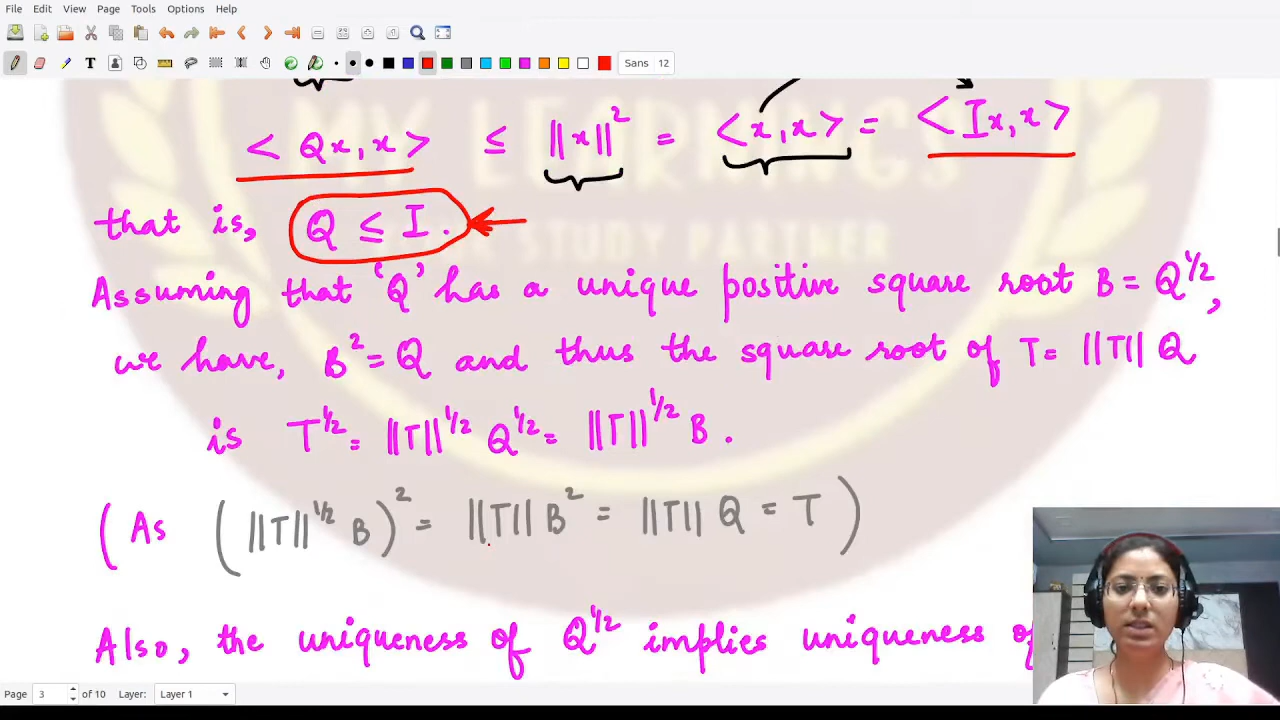 File Edit View Page Tools Options Help
Sans 12
MY LEARNINGS
< Qx, x > ≤ ||x||² = <x, x> = <Ix, x>
that is, Q ≤ I.
Assuming that 'Q' has a unique positive square root B = Q^1/2,
we have, B² = Q and thus the square root of T = ||T|| Q
is T^1/2 = ||T||^1/2 Q^1/2 = ||T||^1/2 B.
(As (||T||^1/2 B)² = ||T|| B² = ||T|| Q = T)
Also, the uniqueness of Q^1/2 implies uniqueness of
Page 3 of 10 Layer: Layer 1